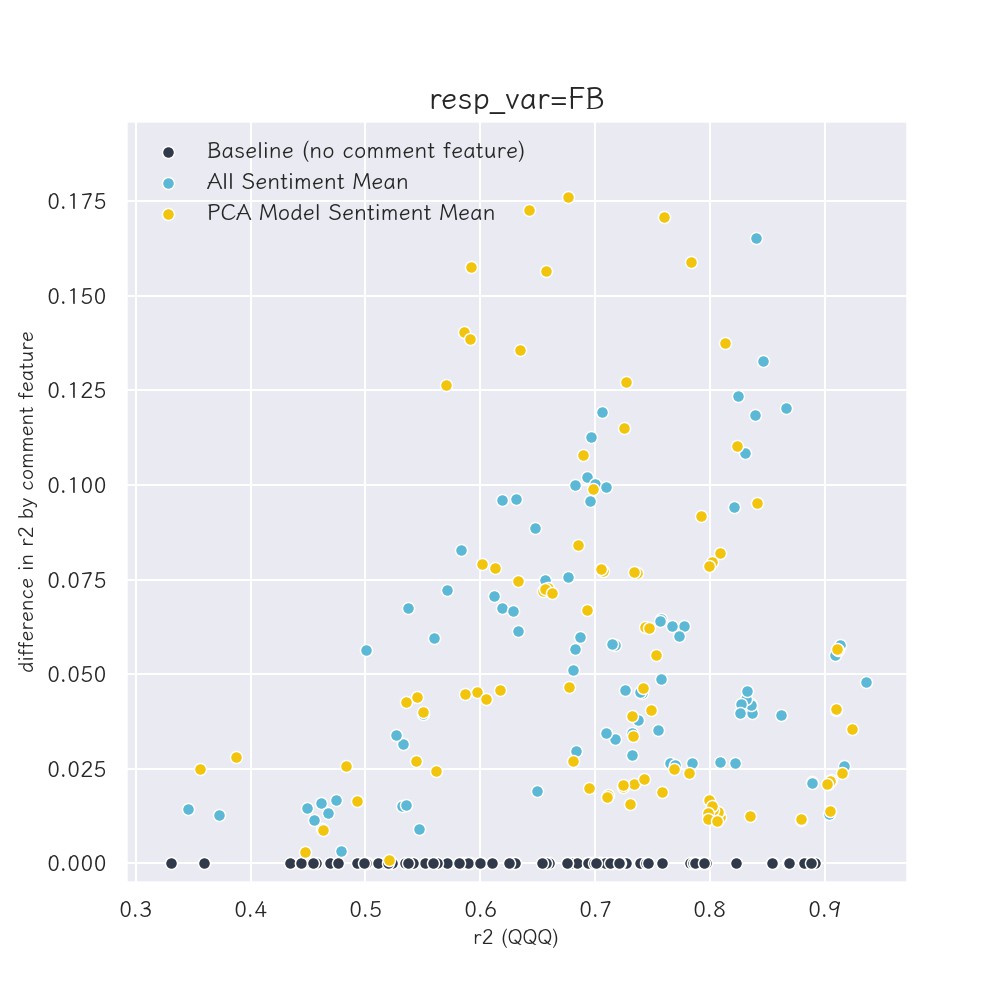 resp_var=FB
Baseline (no comment feature)
All Sentiment Mean
PCA Model Sentiment Mean
0.175
0.150
0.125
0.100
0.075
0.050
0.025
0.000
difference in r2 by comment feature
0.3 0.4 0.5 0.6 0.7 0.8 0.9
r2 (QQQ)